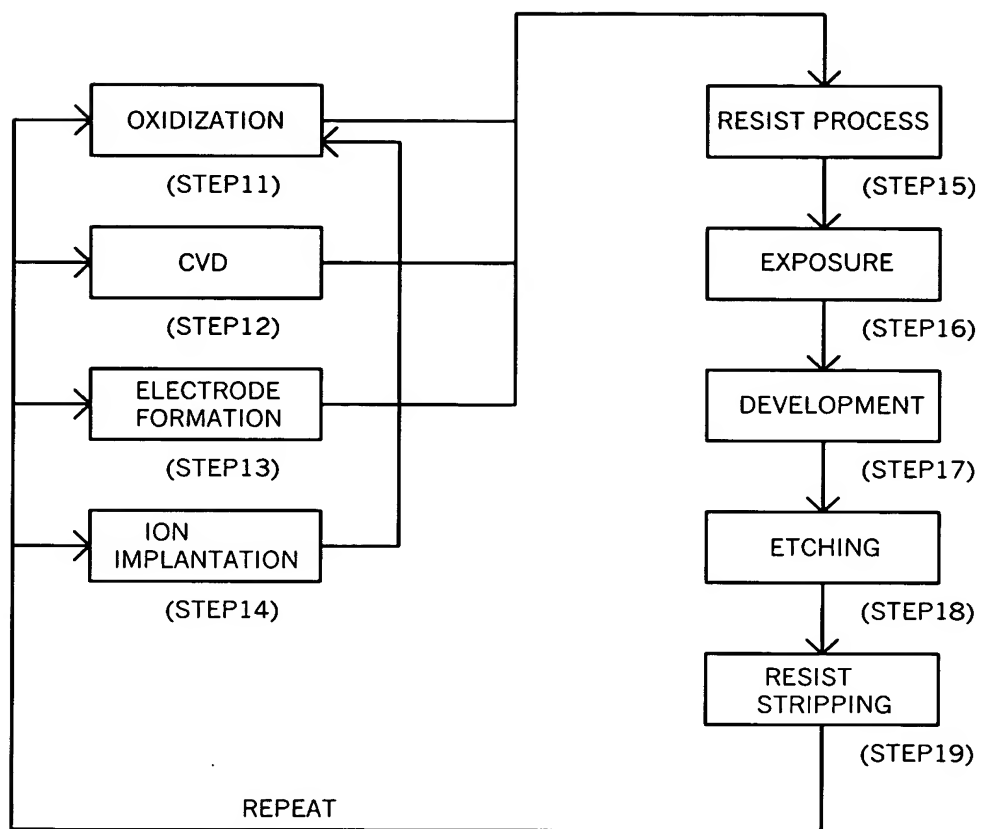 OXIDIZATION
(STEP11)
CVD
(STEP12)
ELECTRODE
FORMATION
(STEP13)
ION
IMPLANTATION
(STEP14)
RESIST PROCESS
(STEP15)
EXPOSURE
(STEP16)
DEVELOPMENT
(STEP17)
ETCHING
(STEP18)
RESIST
STRIPPING
(STEP19)
REPEAT